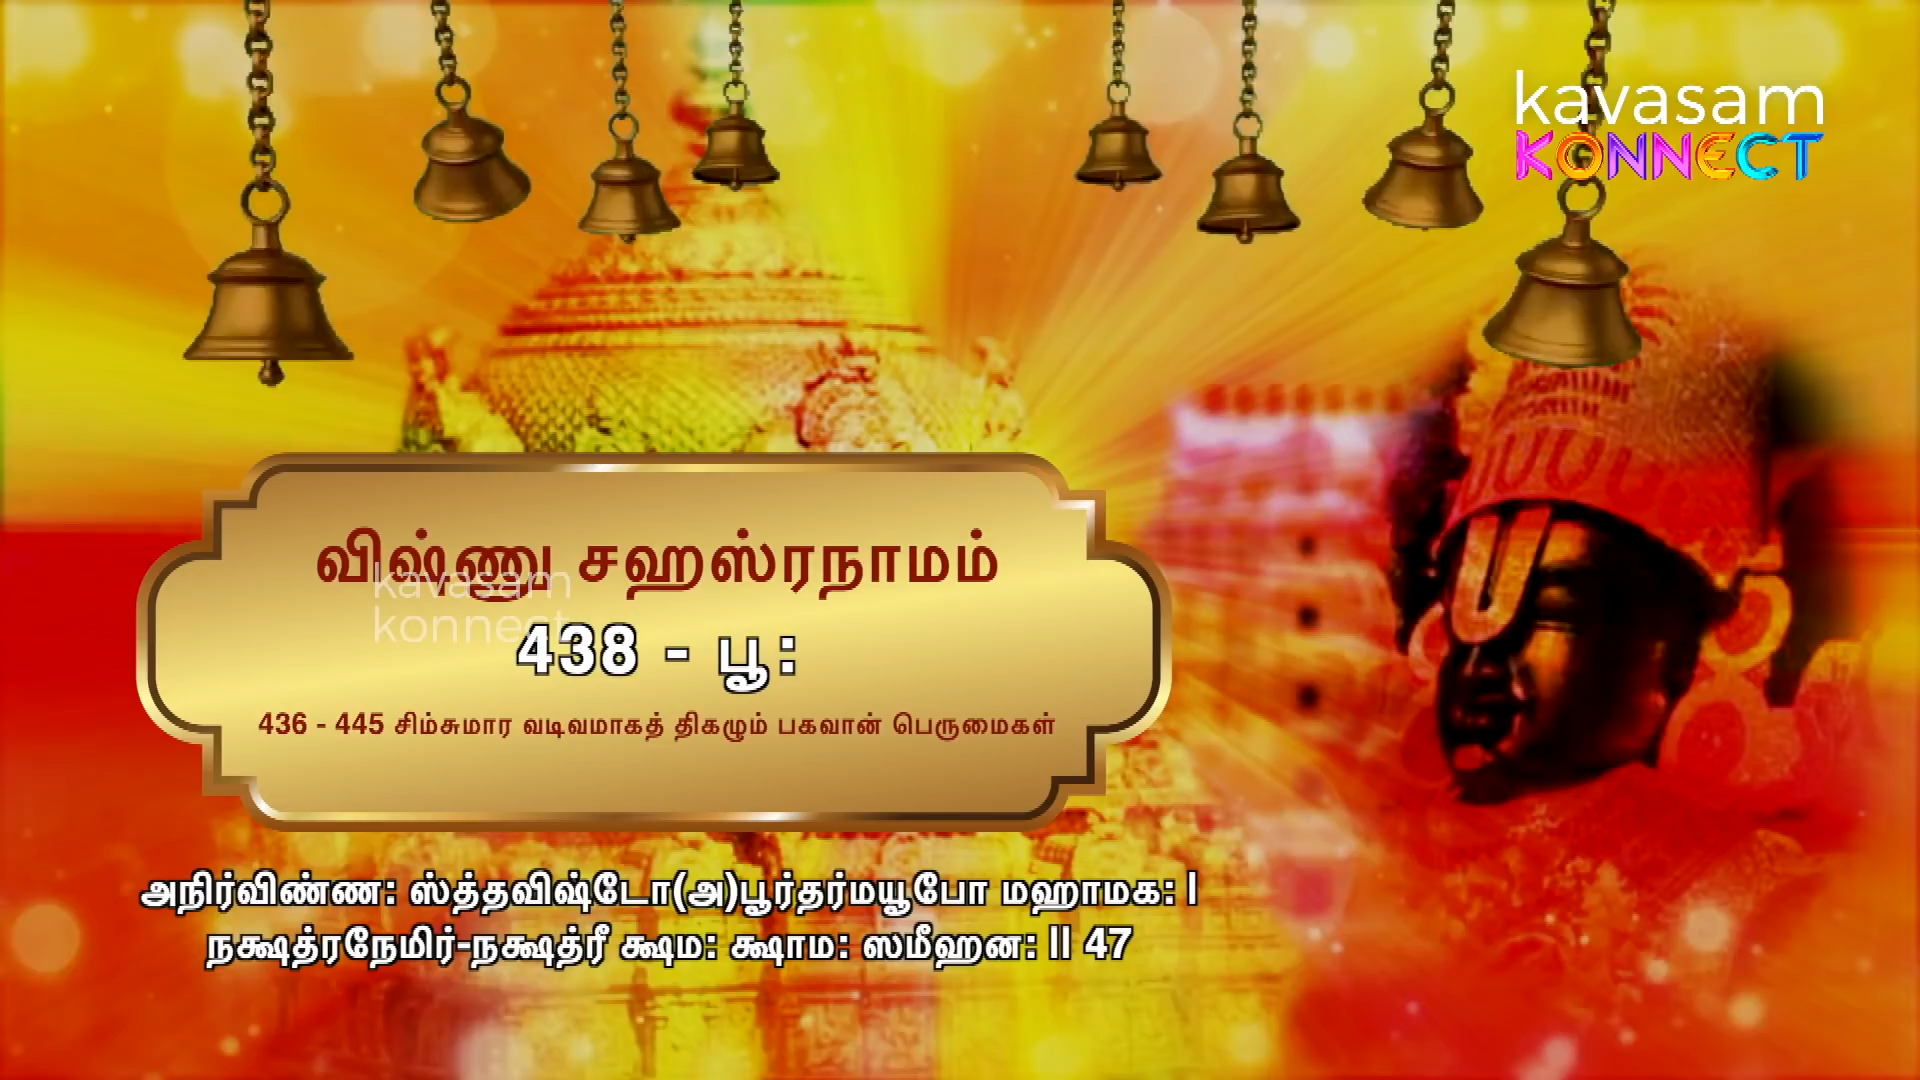 kavasam
KONNECT
விஷ்ணு சஹஸ்ரநாமம்
kavasam
konnect
438 - பூ:
436 - 445 சிம்சுமார வடிவமாகத் திகழும் பகவான் பெருமைகள்
அநிர்விண்ண: ஸ்த்தவிஷ்டோ(அ)பூர்தர்மயூபோ மஹாமக: |
நக்ஷத்ரநேமிர்-நக்ஷத்ரீ க்ஷம: க்ஷாம: ஸமீஹன: || 47